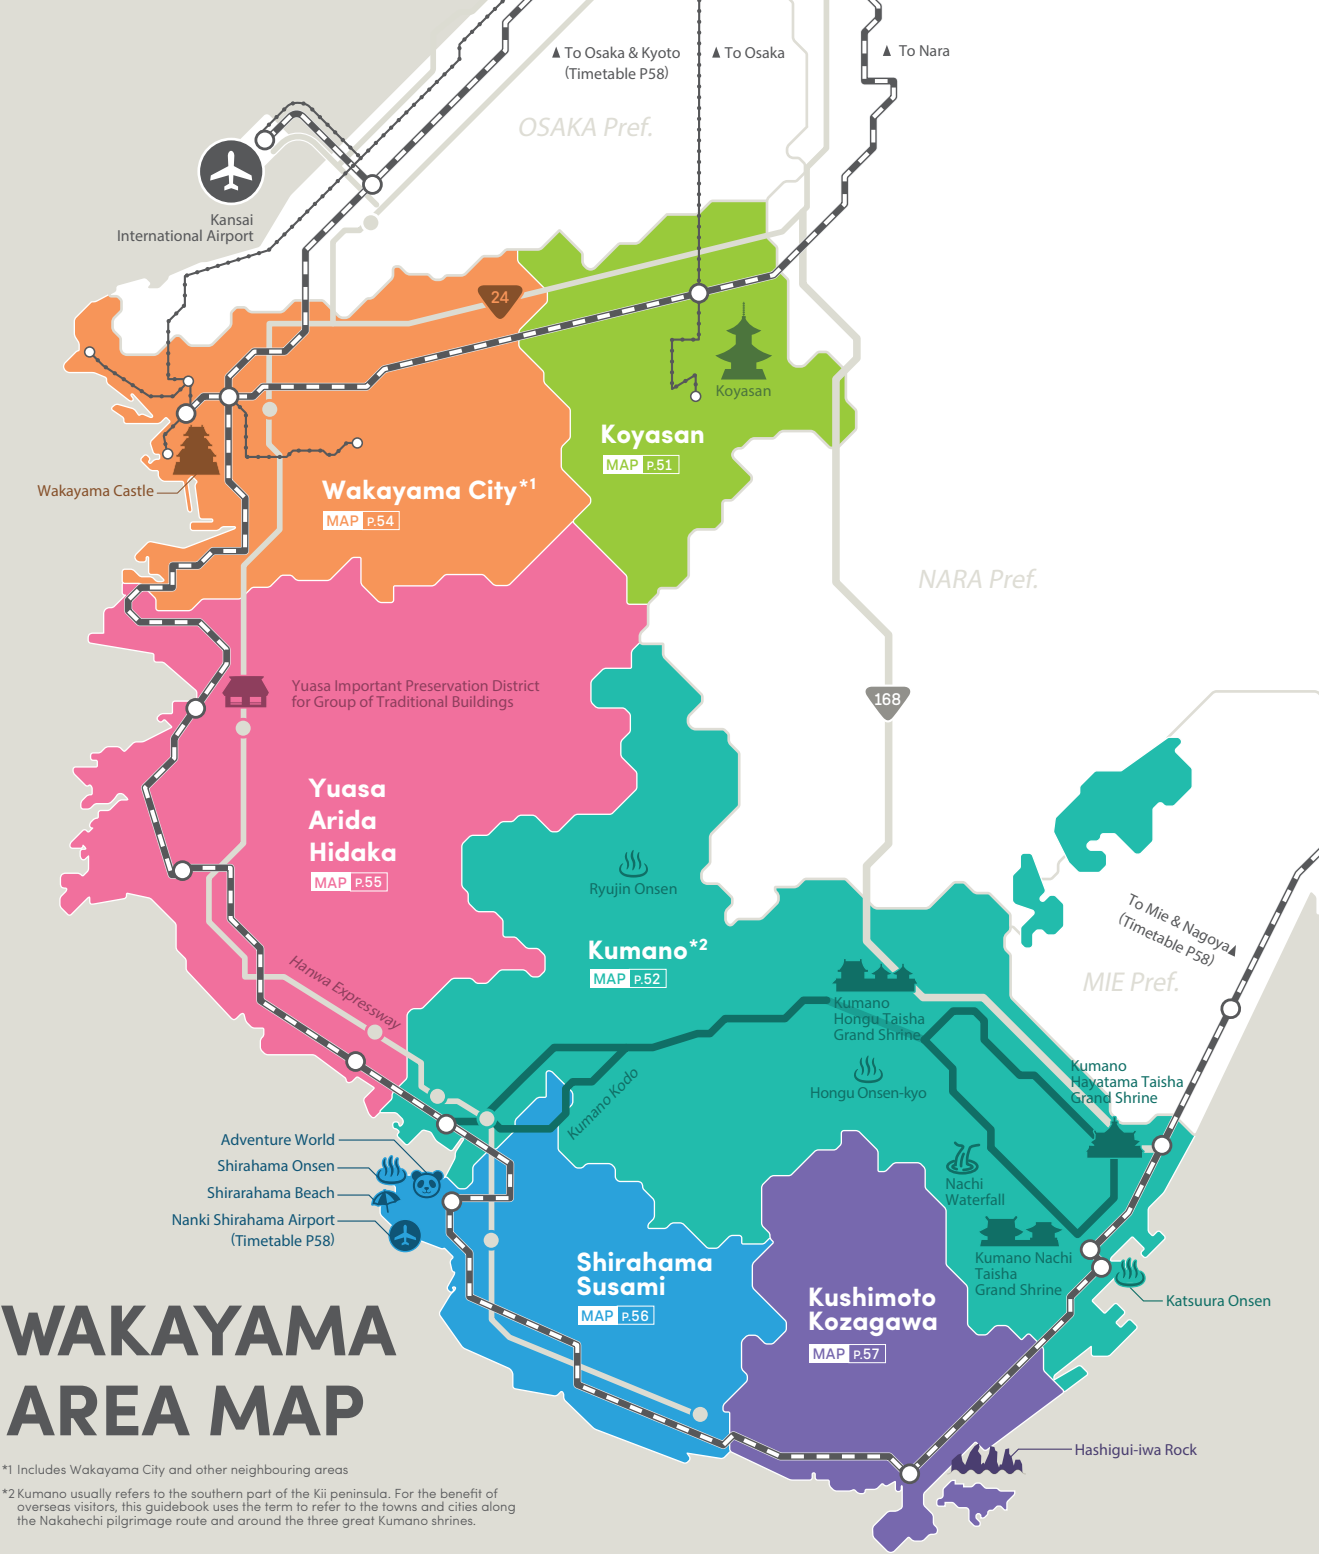 To Osaka & Kyoto
(Timetable P58)
To Osaka
To Nara
OSAKA Pref.
Kansai
International Airport
24
Koyasan
Koyasan
MAP P.51
Wakayama Castle
Wakayama City*1
MAP P.54
NARA Pref.
Yuasa Important Preservation District
for Group of Traditional Buildings
168
Yuasa
Arida
Hidaka
MAP P.55
Ryujin Onsen
Kumano*2
MAP P.52
To Mie & Nagoya
(Timetable P58)
MIE Pref.
Hanwa Expressway
Kumano
Hongu Taisha
Grand Shrine
Kumano
Hayatama Taisha
Grand Shrine
Hongu Onsen-kyo
Kumano Kodo
Adventure World
Shirahama Onsen
Shirarahama Beach
Nanki Shirahama Airport
(Timetable P58)
Nachi
Waterfall
Kumano Nachi
Taisha
Grand Shrine
Shirahama
Susami
MAP P.56
Kushimoto
Kozagawa
MAP P.57
Katsuura Onsen
WAKAYAMA
AREA MAP
Hashigui-iwa Rock
*1 Includes Wakayama City and other neighbouring areas
*2 Kumano usually refers to the southern part of the Kii peninsula. For the benefit of
overseas visitors, this guidebook uses the term to refer to the towns and cities along
the Nakahechi pilgrimage route and around the three great Kumano shrines.